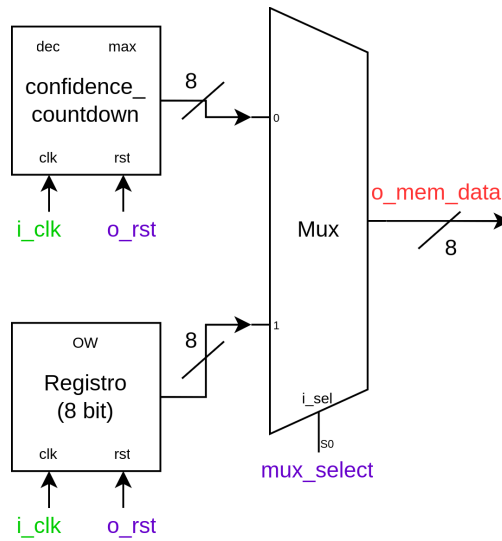 dec max
confidence_
countdown
clk rst
i_clk o_rst
8
0
Mux
o_mem_data
8
OW
Registro
(8 bit)
clk rst
i_clk o_rst
8
1
i_sel
S0
mux_select